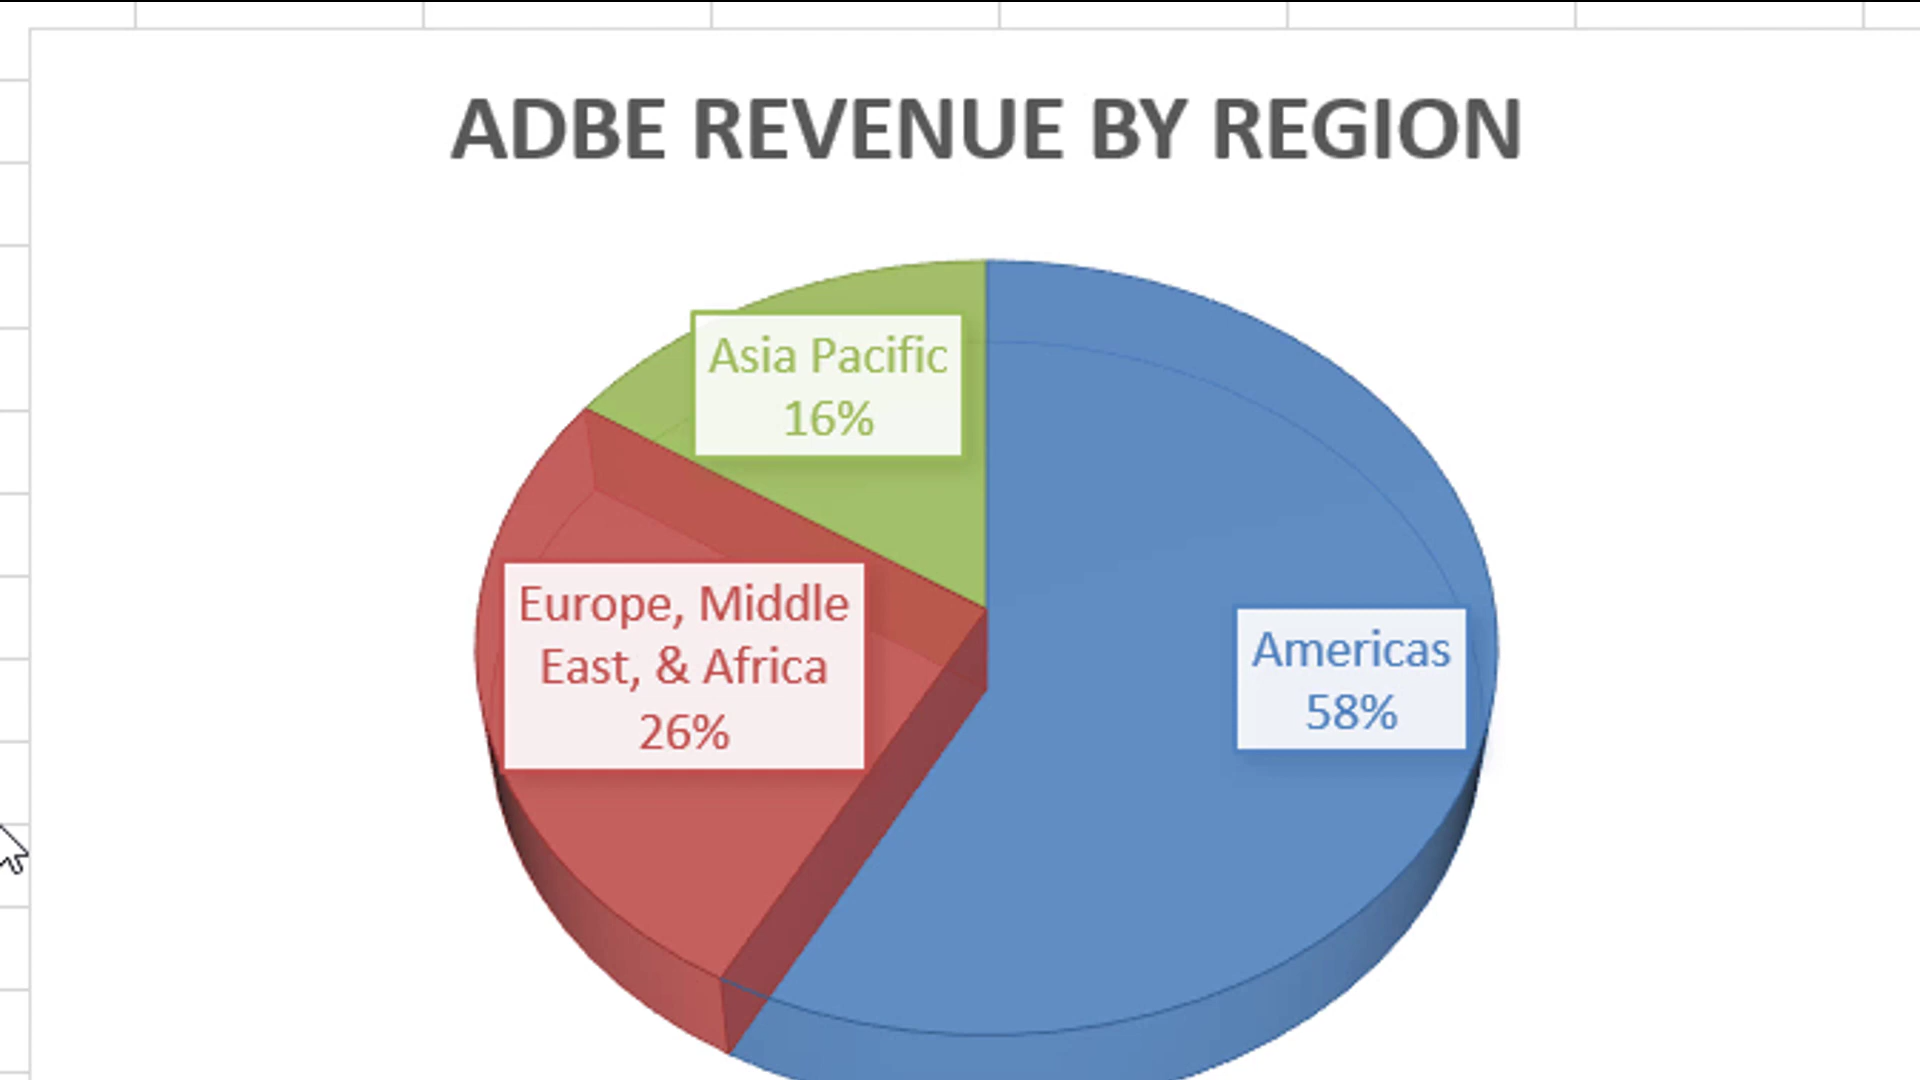 ADBE REVENUE BY REGION
Asia Pacific
16%
Europe, Middle
East, & Africa
26%
Americas
58%